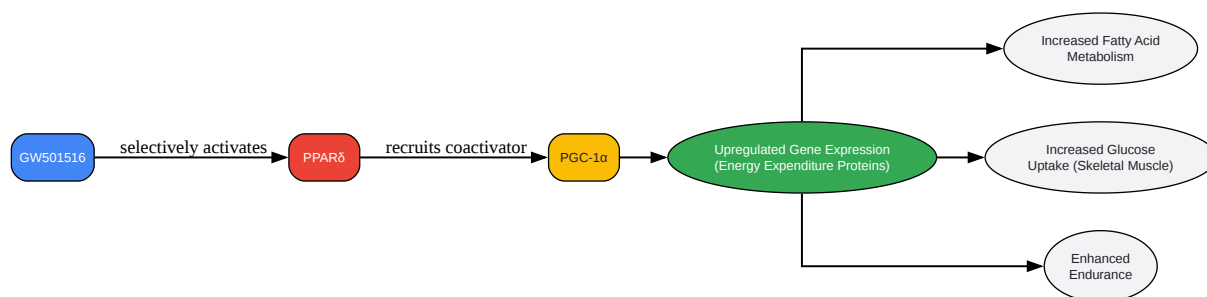 GW501516
selectively activates
PPARδ
recruits coactivator
PGC-1α
Upregulated Gene Expression
(Energy Expenditure Proteins)
Increased Fatty Acid
Metabolism
Increased Glucose
Uptake (Skeletal Muscle)
Enhanced
Endurance